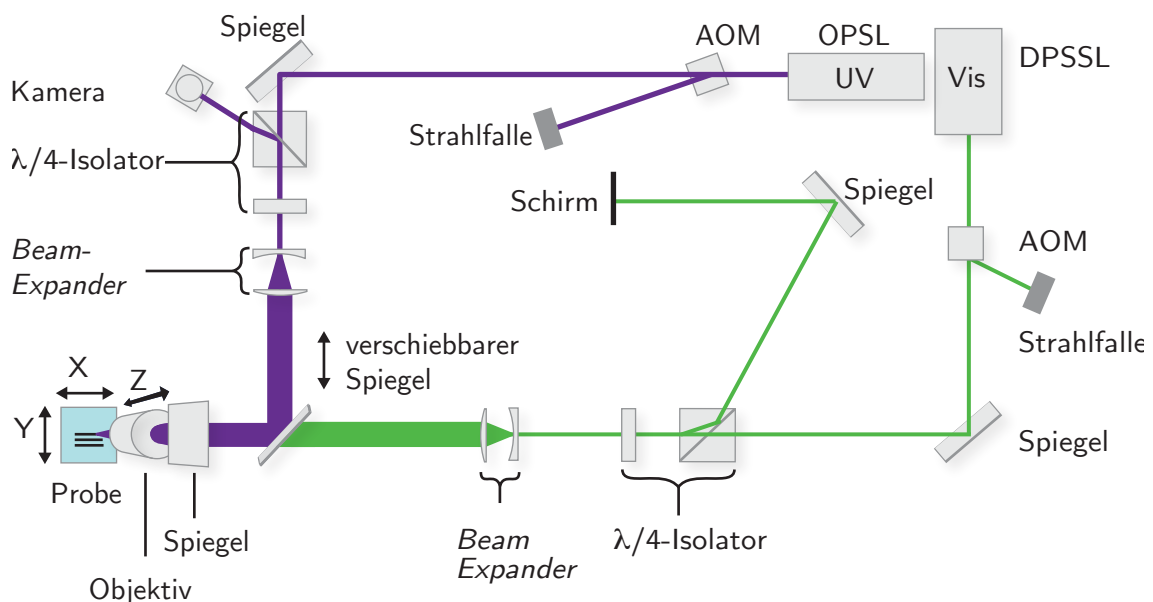 Spiegel
AOM
OPSL
UV
Vis
DPSSL
Kamera
Strahlfalle
λ/4-Isolator
Schirm
Spiegel
AOM
Beam-
Expander
Strahlfalle
verschiebbarer
Spiegel
X
Z
Y
Spiegel
Probe
Spiegel
Objektiv
Beam
Expander
λ/4-Isolator